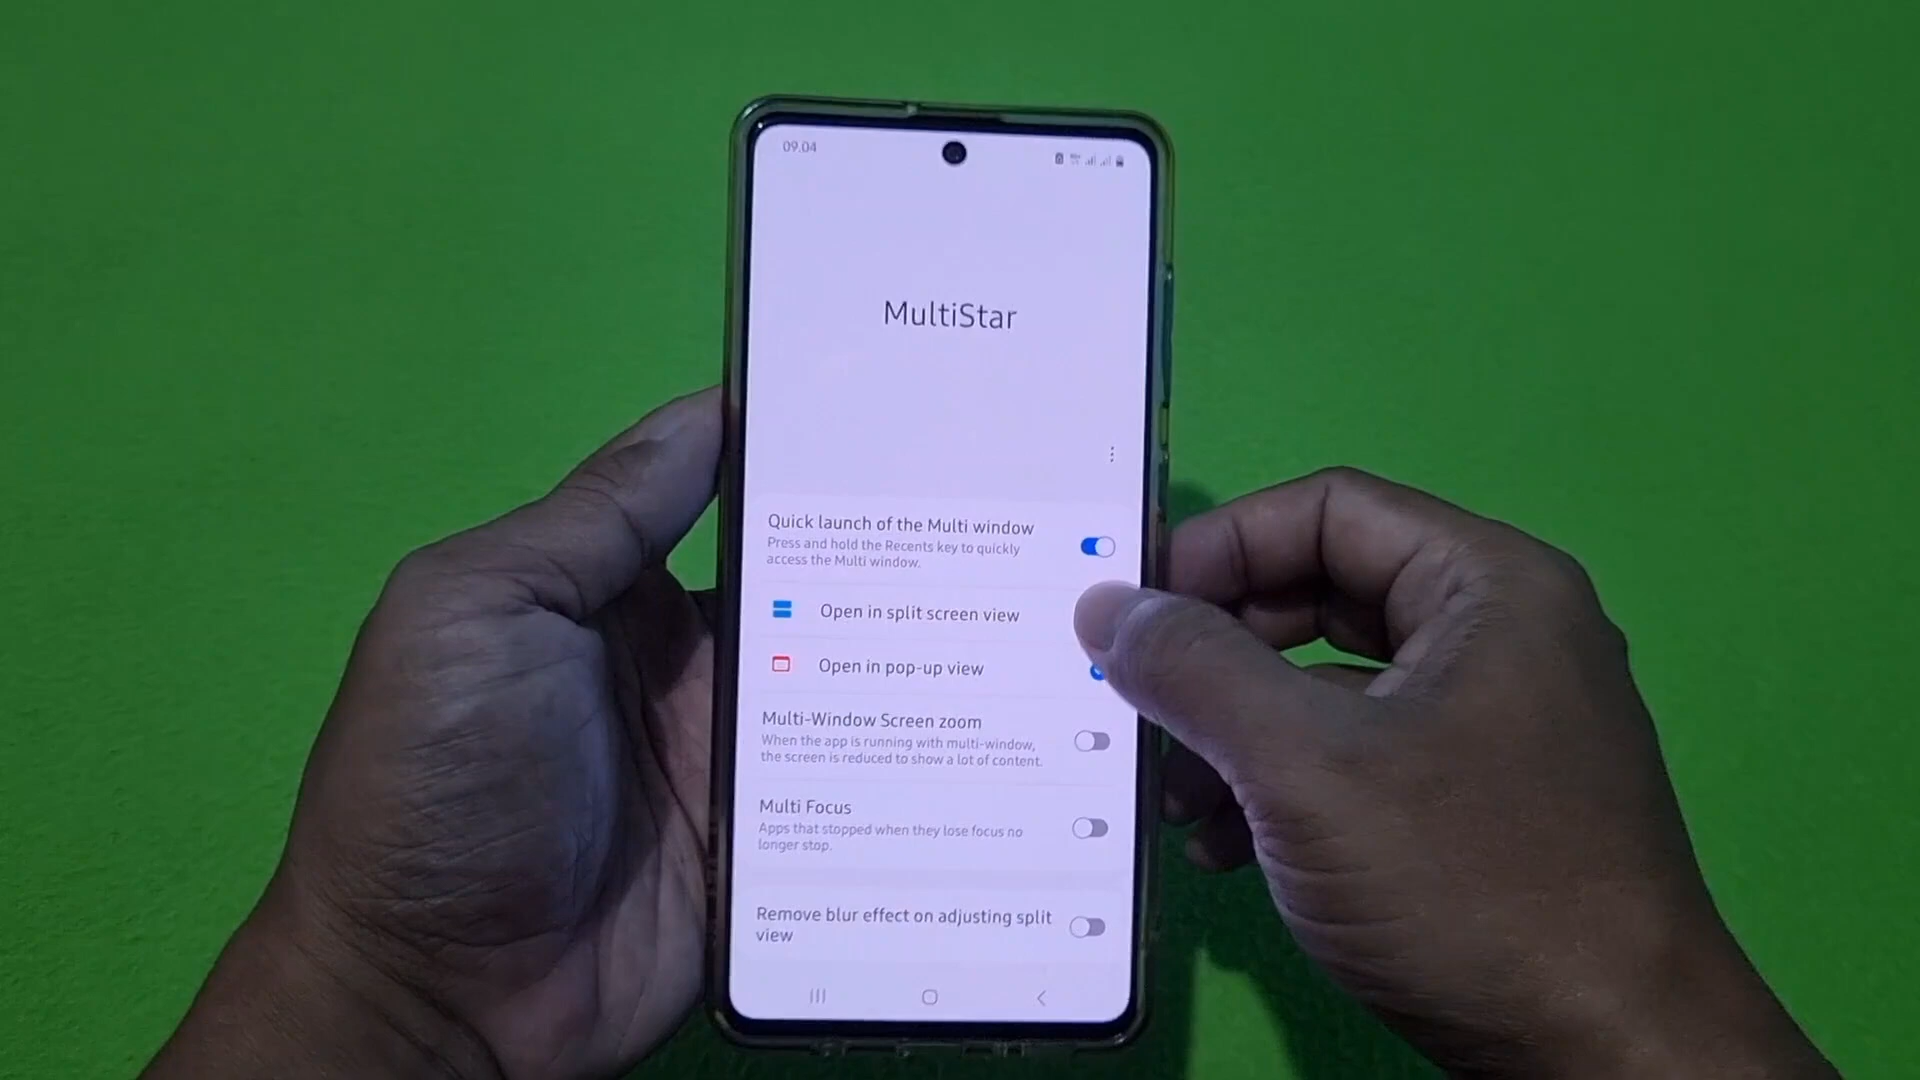 09.04
MultiStar
Quick launch of the Multi window
Press and hold the Recents key to quickly
access the Multi window.
Open in split screen view
Open in pop-up view
Multi-Window Screen zoom
When the app is running with multi-window,
the screen is reduced to show a lot of content.
Multi Focus
Apps that stopped when they lose focus no
longer stop.
Remove blur effect on adjusting split
view